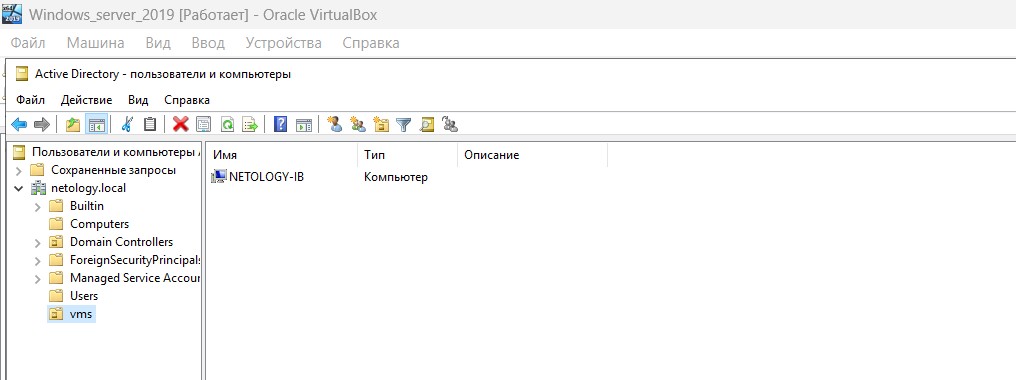 Windows_server_2019 [Работает] - Oracle VirtualBox
Файл Машина Вид Ввод Устройства Справка
Active Directory - пользователи и компьютеры
Файл Действие Вид Справка
Пользователи и компьютеры
Сохраненные запросы
netology.local
Builtin
Computers
Domain Controllers
ForeignSecurityPrincipals
Managed Service Accour
Users
vms
Имя Тип Описание
NETOLOGY-IB Компьютер